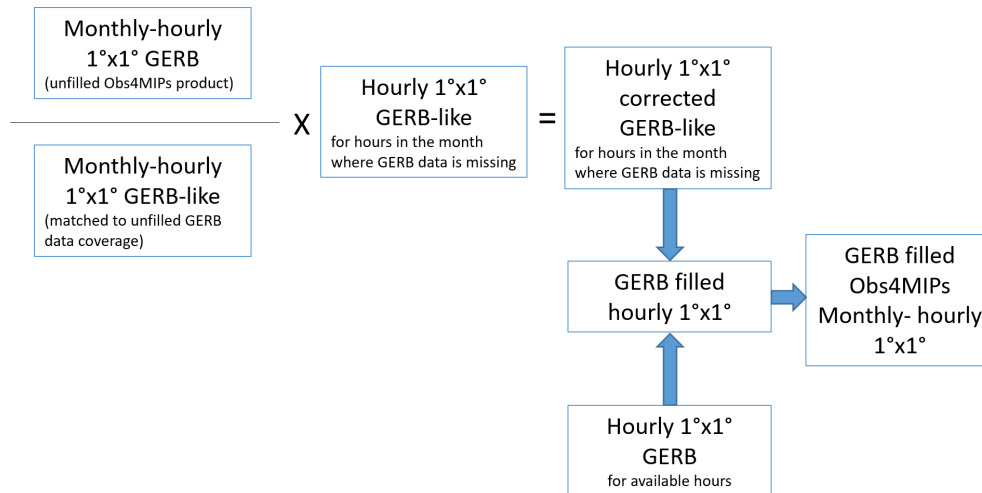 Monthly-hourly
1°x1° GERB
(unfilled Obs4MIPs product)
Monthly-hourly
1°x1° GERB-like
(matched to unfilled GERB
data coverage)
X
Hourly 1°x1°
GERB-like
for hours in the month
where GERB data is missing
=
Hourly 1°x1°
corrected
GERB-like
for hours in the month
where GERB data is missing
GERB filled
hourly 1°x1°
GERB filled
Obs4MIPs
Monthly- hourly
1°x1°
Hourly 1°x1°
GERB
for available hours